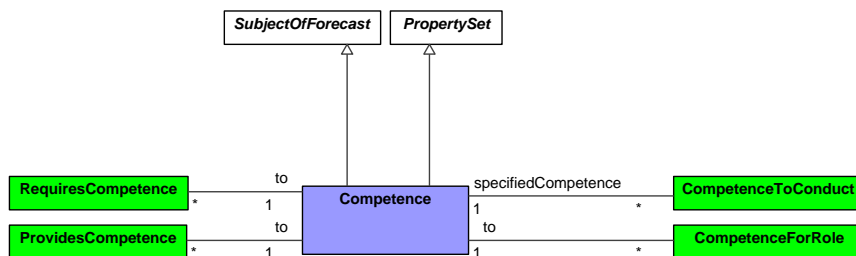 SubjectOfForecast PropertySet
to specifiedCompetence
RequiresCompetence Competence CompetenceToConduct
* 1 1 *
to to
ProvidesCompetence CompetenceForRole
* 1 1 *